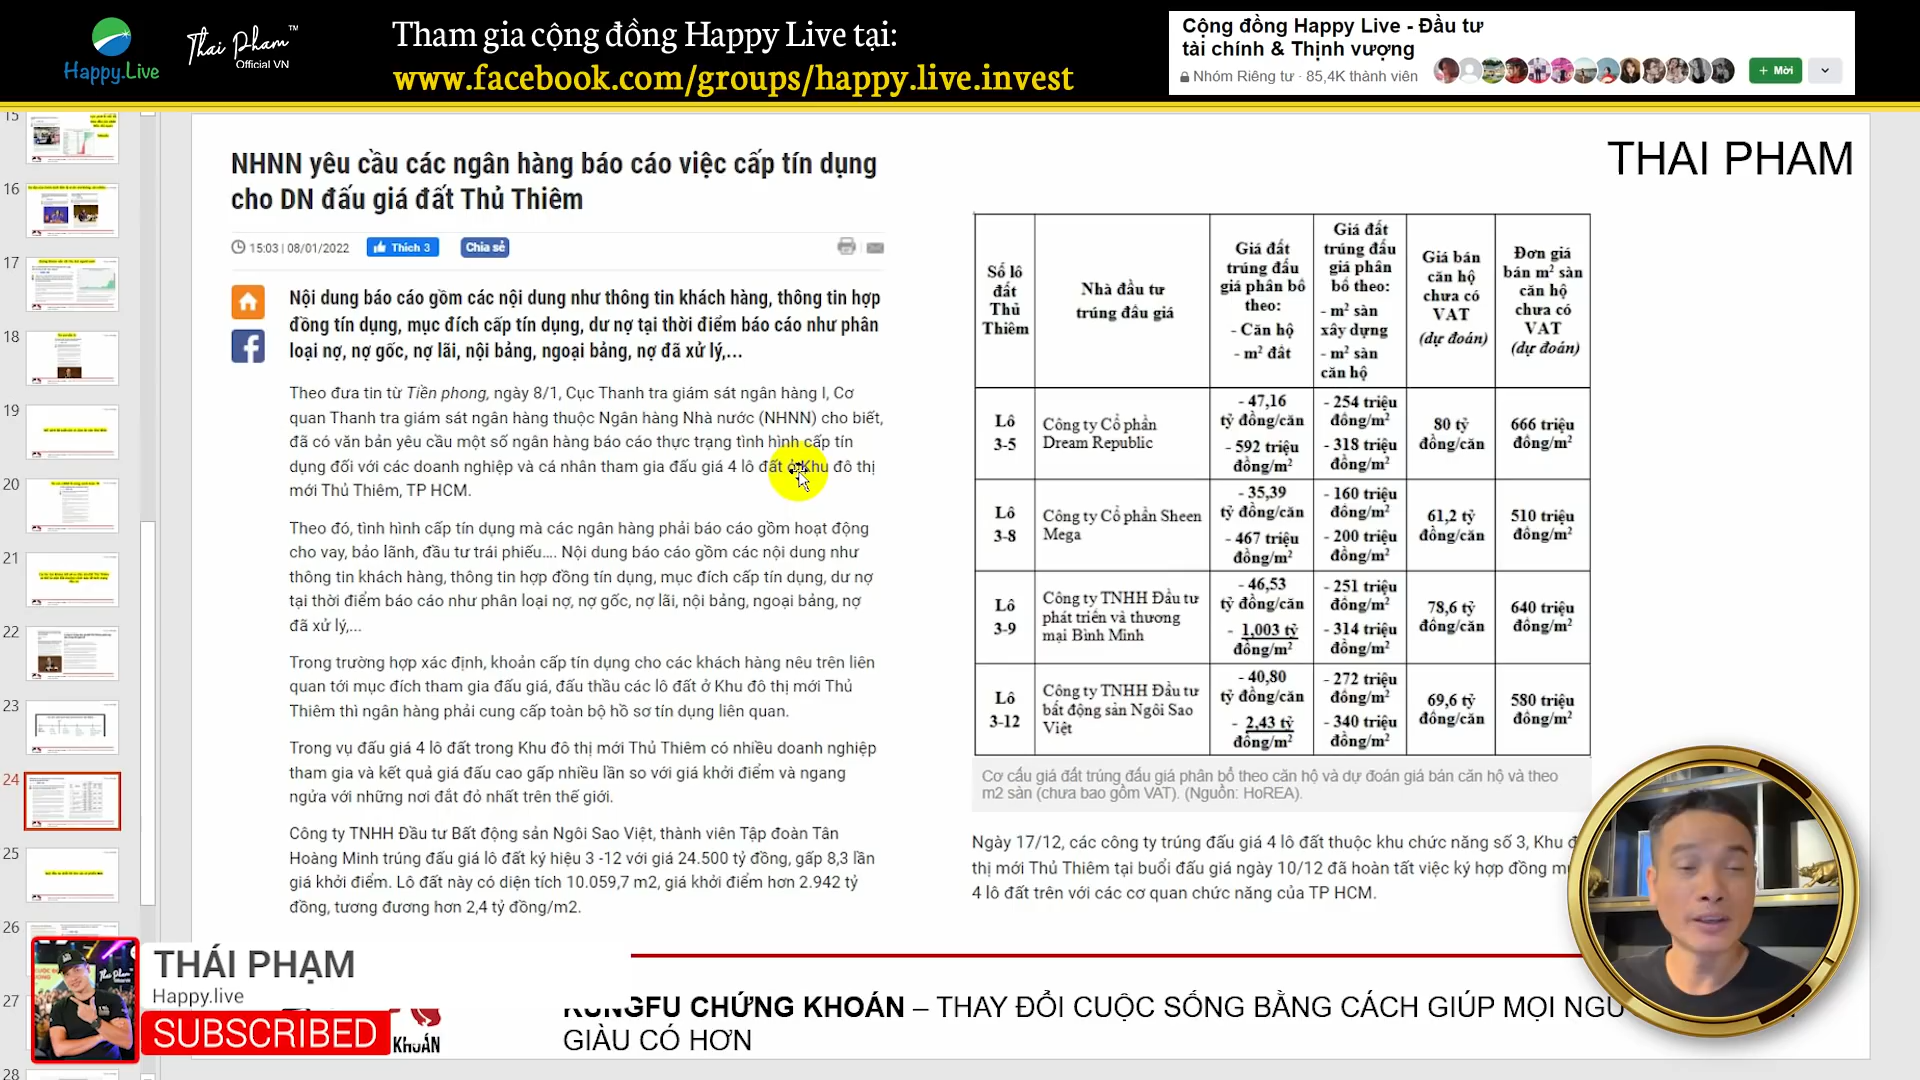 Happy.Live
Thai Pham™
Official VN
Tham gia cộng đồng Happy Live tại:
www.facebook.com/groups/happy.live.invest
Cộng đồng Happy Live - Đầu tư
tài chính & Thịnh vượng
Nhóm Riêng tư · 85,4K thành viên
+ Mời
15
16
17
18
19
20
21
22
23
24
25
26
27
28
THAI PHAM
NHNN yêu cầu các ngân hàng báo cáo việc cấp tín dụng
cho DN đấu giá đất Thủ Thiêm
15:03 | 08/01/2022
Thích 3
Chia sẻ
Nội dung báo cáo gồm các nội dung như thông tin khách hàng, thông tin hợp
đồng tín dụng, mục đích cấp tín dụng, dư nợ tại thời điểm báo cáo như phân
loại nợ, nợ gốc, nợ lãi, nội bảng, ngoại bảng, nợ đã xử lý,...
Theo đưa tin từ Tiền phong, ngày 8/1, Cục Thanh tra giám sát ngân hàng I, Cơ
quan Thanh tra giám sát ngân hàng thuộc Ngân hàng Nhà nước (NHNN) cho biết,
đã có văn bản yêu cầu một số ngân hàng báo cáo thực trạng tình hình cấp tín
dụng đối với các doanh nghiệp và cá nhân tham gia đấu giá 4 lô đất ở Khu đô thị
mới Thủ Thiêm, TP HCM.
Theo đó, tình hình cấp tín dụng mà các ngân hàng phải báo cáo gồm hoạt động
cho vay, bảo lãnh, đầu tư trái phiếu.... Nội dung báo cáo gồm các nội dung như
thông tin khách hàng, thông tin hợp đồng tín dụng, mục đích cấp tín dụng, dư nợ
tại thời điểm báo cáo như phân loại nợ, nợ gốc, nợ lãi, nội bảng, ngoại bảng, nợ
đã xử lý,...
Trong trường hợp xác định, khoản cấp tín dụng cho các khách hàng nêu trên liên
quan tới mục đích tham gia đấu giá, đấu thầu các lô đất ở Khu đô thị mới Thủ
Thiêm thì ngân hàng phải cung cấp toàn bộ hồ sơ tín dụng liên quan.
Trong vụ đấu giá 4 lô đất trong Khu đô thị mới Thủ Thiêm có nhiều doanh nghiệp
tham gia và kết quả giá đấu cao gấp nhiều lần so với giá khởi điểm và ngang
ngửa với những nơi đắt đỏ nhất trên thế giới.
Công ty TNHH Đầu tư Bất động sản Ngôi Sao Việt, thành viên Tập đoàn Tân
Hoàng Minh trúng đấu giá lô đất ký hiệu 3 -12 với giá 24.500 tỷ đồng, gấp 8,3 lần
giá khởi điểm. Lô đất này có diện tích 10.059,7 m2, giá khởi điểm hơn 2.942 tỷ
đồng, tương đương hơn 2,4 tỷ đồng/m2.
Số lô
đất
Thủ
Thiêm
Nhà đầu tư
trúng đấu giá
Giá đất
trúng đấu
giá phân bổ
theo:
- Căn hộ
- m² đất
Giá đất
trúng đấu
giá phân
bổ theo:
- m² sàn
xây dựng
- m² sàn
căn hộ
Giá bán
căn hộ
chưa có
VAT
(dự đoán)
Đơn giá
bán m² sàn
căn hộ
chưa có
VAT
(dự đoán)
Lô
3-5
Công ty Cổ phần
Dream Republic
- 47,16
tỷ đồng/căn
- 592 triệu
đồng/m²
- 254 triệu
đồng/m²
- 318 triệu
đồng/m²
80 tỷ
đồng/căn
666 triệu
đồng/m²
Lô
3-8
Công ty Cổ phần Sheen
Mega
- 35,39
tỷ đồng/căn
- 467 triệu
đồng/m²
- 160 triệu
đồng/m²
- 200 triệu
đồng/m²
61,2 tỷ
đồng/căn
510 triệu
đồng/m²
Lô
3-9
Công ty TNHH Đầu tư
phát triển và thương
mại Bình Minh
- 46,53
tỷ đồng/căn
- 1,003 tỷ
đồng/m²
- 251 triệu
đồng/m²
- 314 triệu
đồng/m²
78,6 tỷ
đồng/căn
640 triệu
đồng/m²
Lô
3-12
Công ty TNHH Đầu tư
bất động sản Ngôi Sao
Việt
- 40,80
tỷ đồng/căn
- 2,43 tỷ
đồng/m²
- 272 triệu
đồng/m²
- 340 triệu
đồng/m²
69,6 tỷ
đồng/căn
580 triệu
đồng/m²
Cơ cấu giá đất trúng đấu giá phân bổ theo căn hộ và dự đoán giá bán căn hộ và theo
m2 sàn (chưa bao gồm VAT). (Nguồn: HoREA).
Ngày 17/12, các công ty trúng đấu giá 4 lô đất thuộc khu chức năng số 3, Khu
thị mới Thủ Thiêm tại buổi đấu giá ngày 10/12 đã hoàn tất việc ký hợp đồng
4 lô đất trên với các cơ quan chức năng của TP HCM.
THÁI PHẠM
Happy.live
SUBSCRIBED
KHOÁN
KUNGFU CHỨNG KHOÁN – THAY ĐỔI CUỘC SỐNG BẰNG CÁCH GIÚP MỌI
GIÀU CÓ HƠN